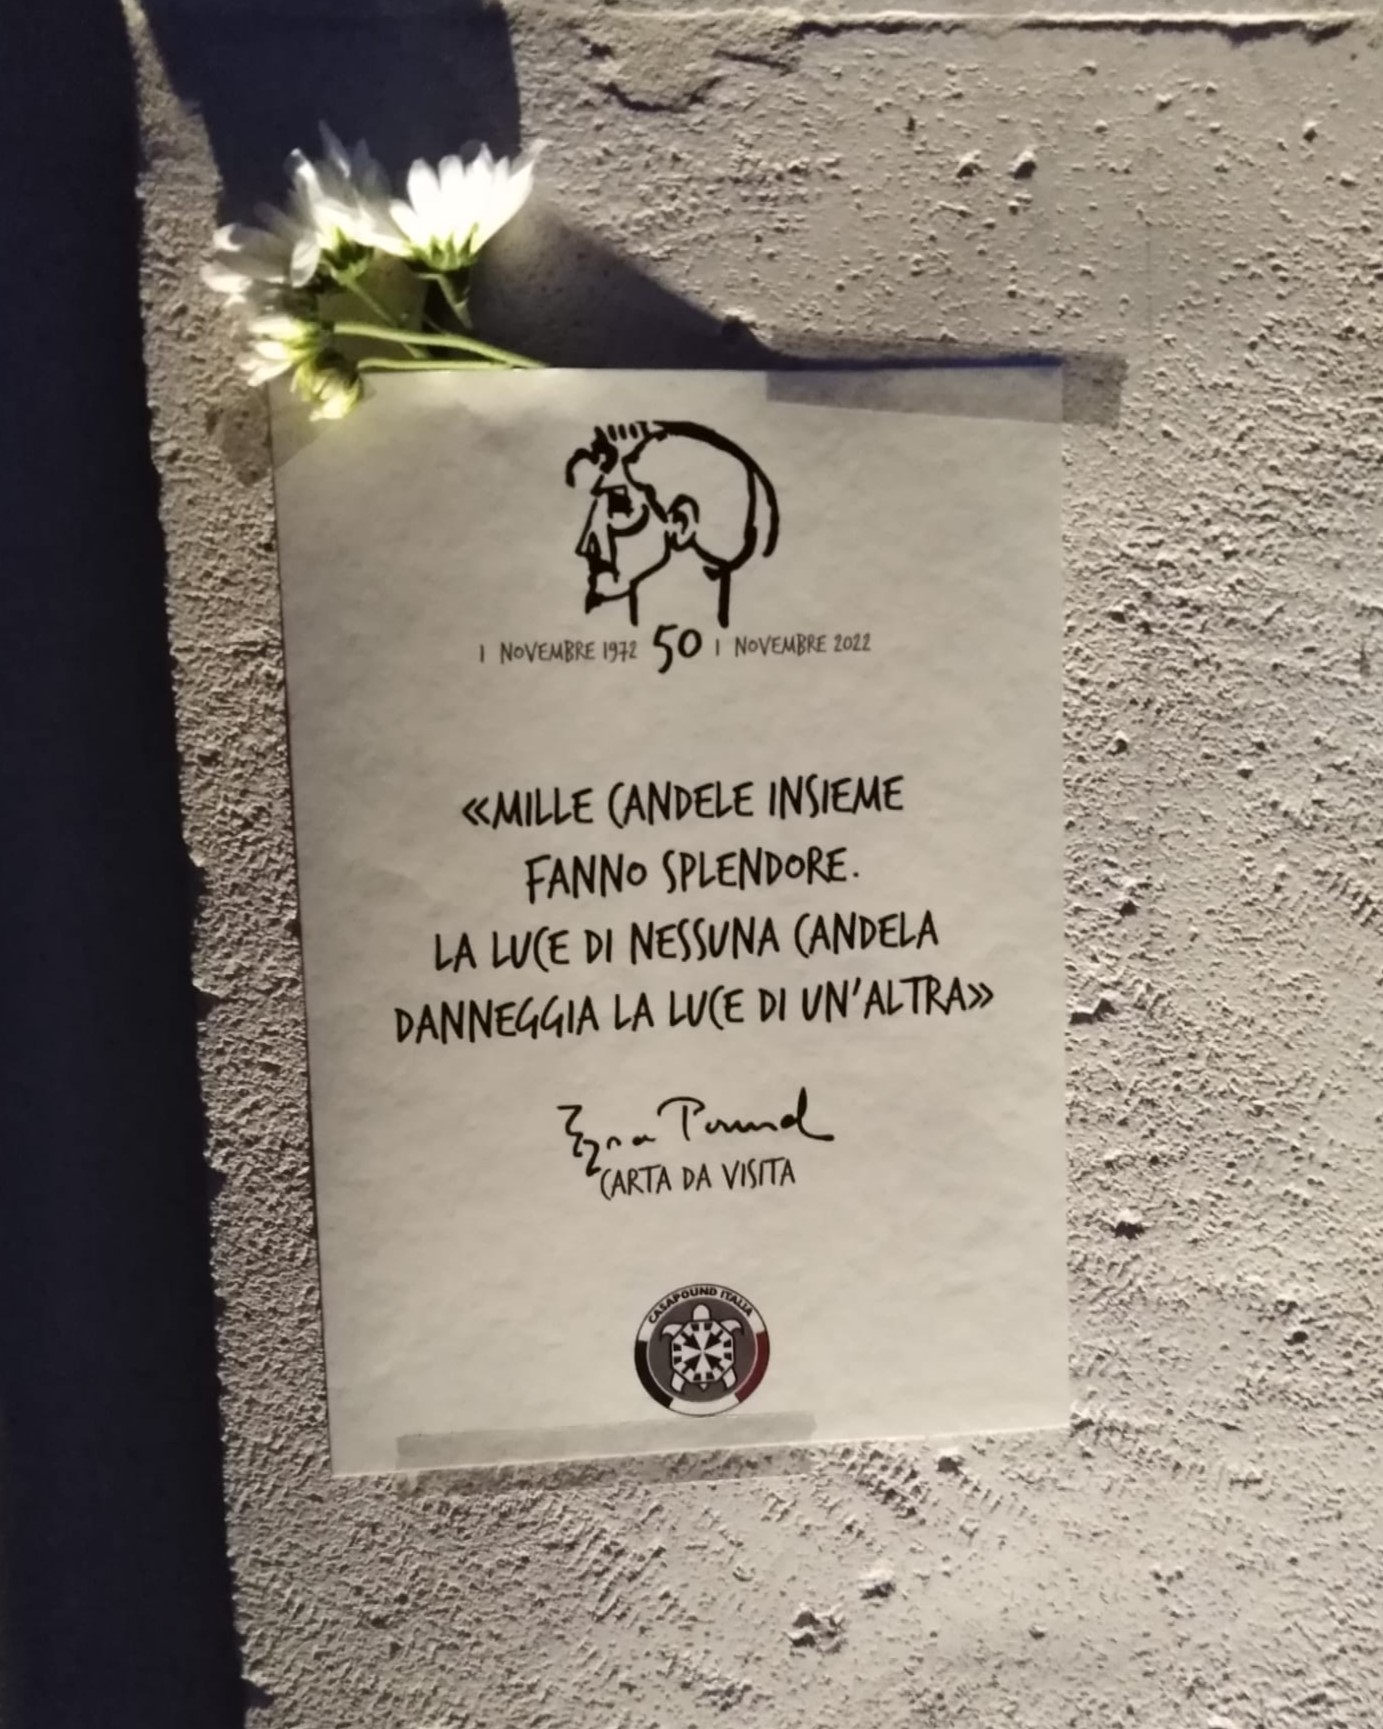 1 NOVEMBRE 1972 50 1 NOVEMBRE 2022
«MILLE CANDELE INSIEME
FANNO SPLENDORE.
LA LUCE DI NESSUNA CANDELA
DANNEGGIA LA LUCE DI UN'ALTRA»
Ezra Pound
CARTA DA VISITA
CASAPOUND ITALIA